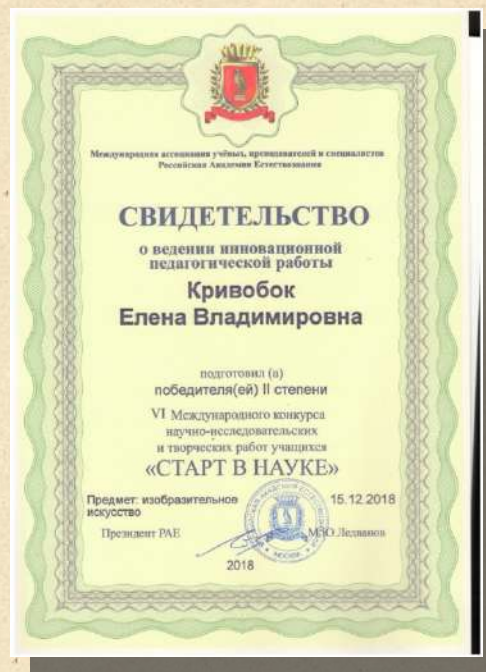 Международная ассоциация учёных, преподавателей и специалистов
Российская Академия Естествознания
СВИДЕТЕЛЬСТВО
о ведении инновационной
педагогической работы
Кривобок
Елена Владимировна
подготовил (а)
победителя(ей) II степени
VI Международного конкурса
научно-исследовательских
и творческих работ учащихся
«СТАРТ В НАУКЕ»
Предмет: изобразительное
искусство
15.12.2018
Президент РАЕ
М.Ю.Ледванов
2018